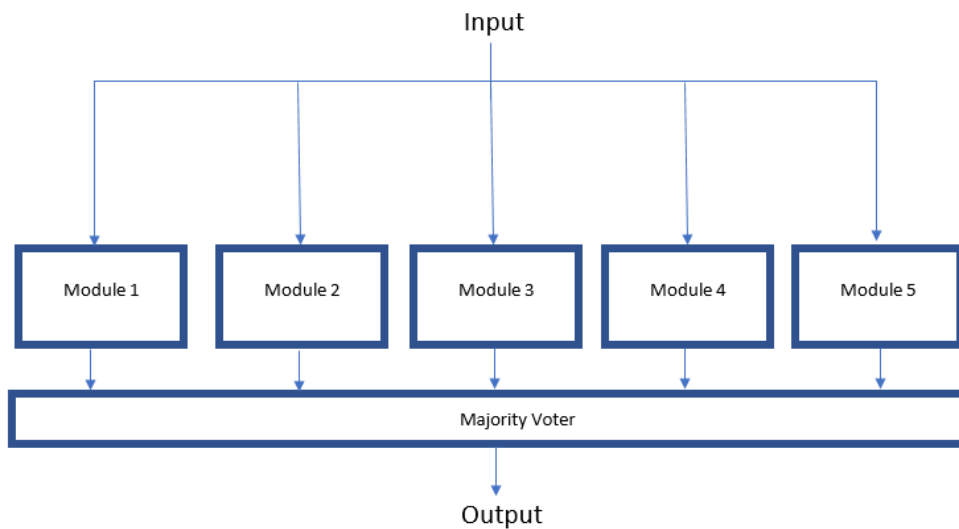 Input
Module 1
Module 2
Module 3
Module 4
Module 5
Majority Voter
Output